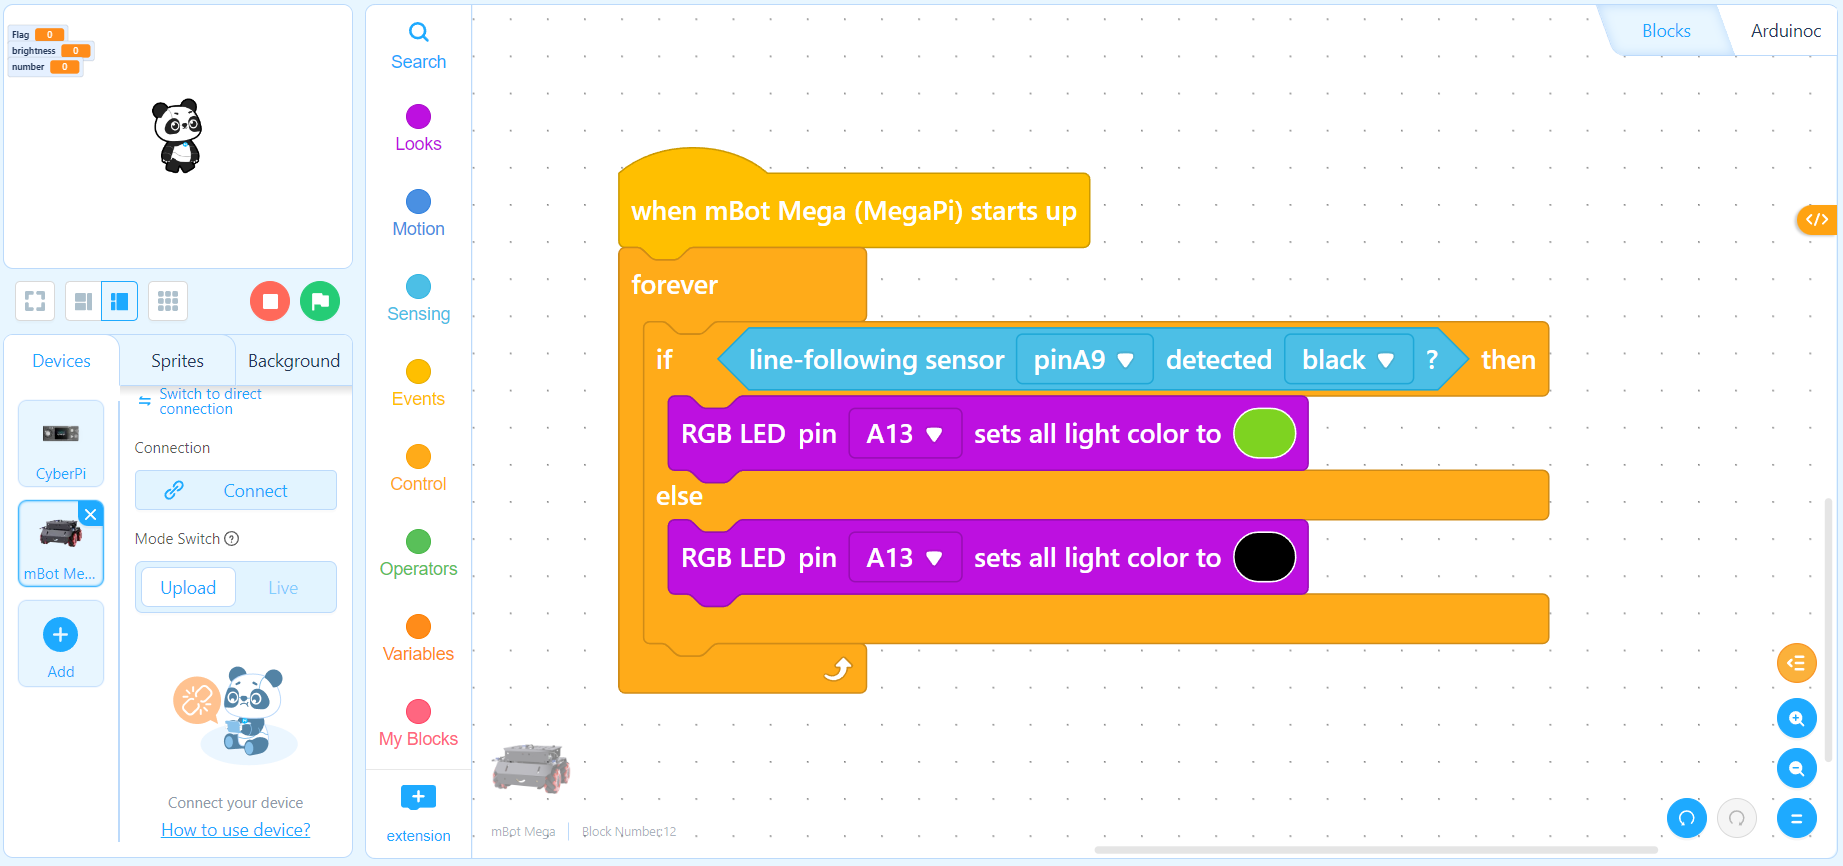 Flag 0
brightness 0
number 0
Devices
Sprites
Background
Switch to direct
connection
CyberPi
Connection
Connect
mBot Me...
Mode Switch ?
Upload
Live
Add
Connect your device
How to use device?
Search
Looks
Motion
Sensing
Events
Control
Operators
Variables
My Blocks
extension
Blocks
Arduinoc
</>
when mBot Mega (MegaPi) starts up
forever
if line-following sensor pinA9 detected black ? then
RGB LED pin A13 sets all light color to
else
RGB LED pin A13 sets all light color to
mBot Mega
Block Number:12